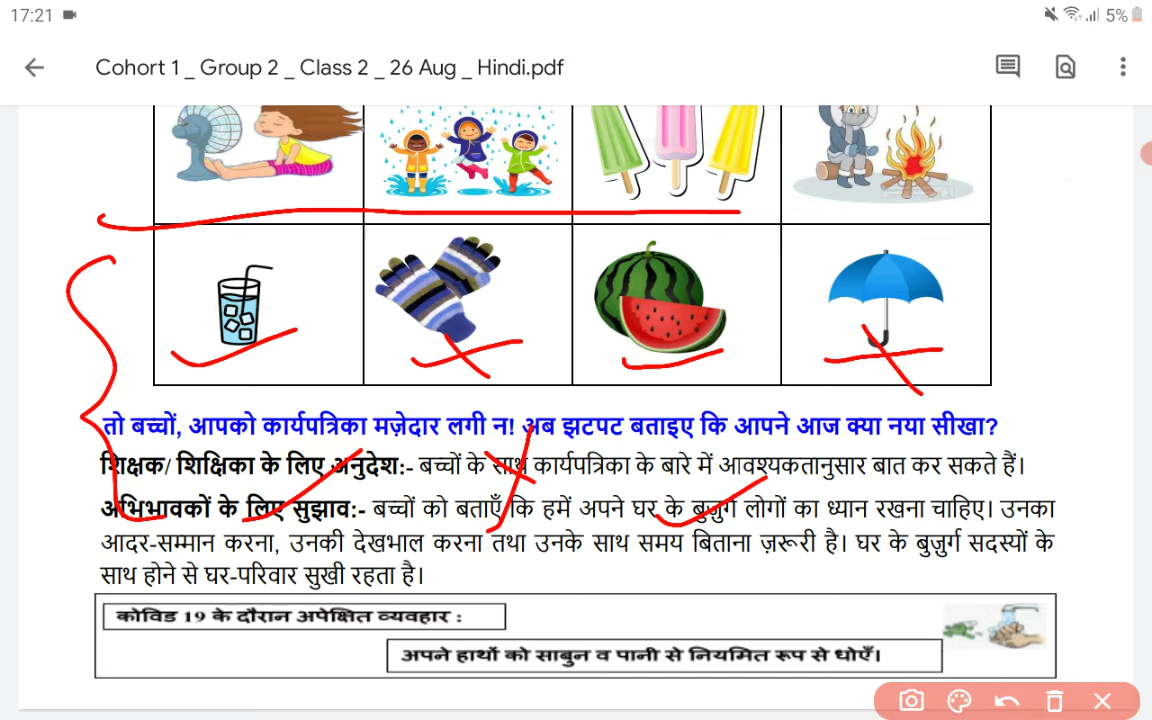 17:21
5%
Cohort 1 _ Group 2 _ Class 2 _ 26 Aug _ Hindi.pdf
तो बच्चों, आपको कार्यपत्रिका मज़ेदार लगी न! अब झटपट बताइए कि आपने आज क्या नया सीखा?
शिक्षक/ शिक्षिका के लिए अनुदेश:- बच्चों के साथ कार्यपत्रिका के बारे में आवश्यकतानुसार बात कर सकते हैं।
अभिभावकों के लिए सुझाव:- बच्चों को बताएँ कि हमें अपने घर के बुज़ुर्ग लोगों का ध्यान रखना चाहिए। उनका
आदर-सम्मान करना, उनकी देखभाल करना तथा उनके साथ समय बिताना ज़रूरी है। घर के बुज़ुर्ग सदस्यों के
साथ होने से घर-परिवार सुखी रहता है।
कोविड 19 के दौरान अपेक्षित व्यवहार :
अपने हाथों को साबुन व पानी से नियमित रूप से धोएँ।